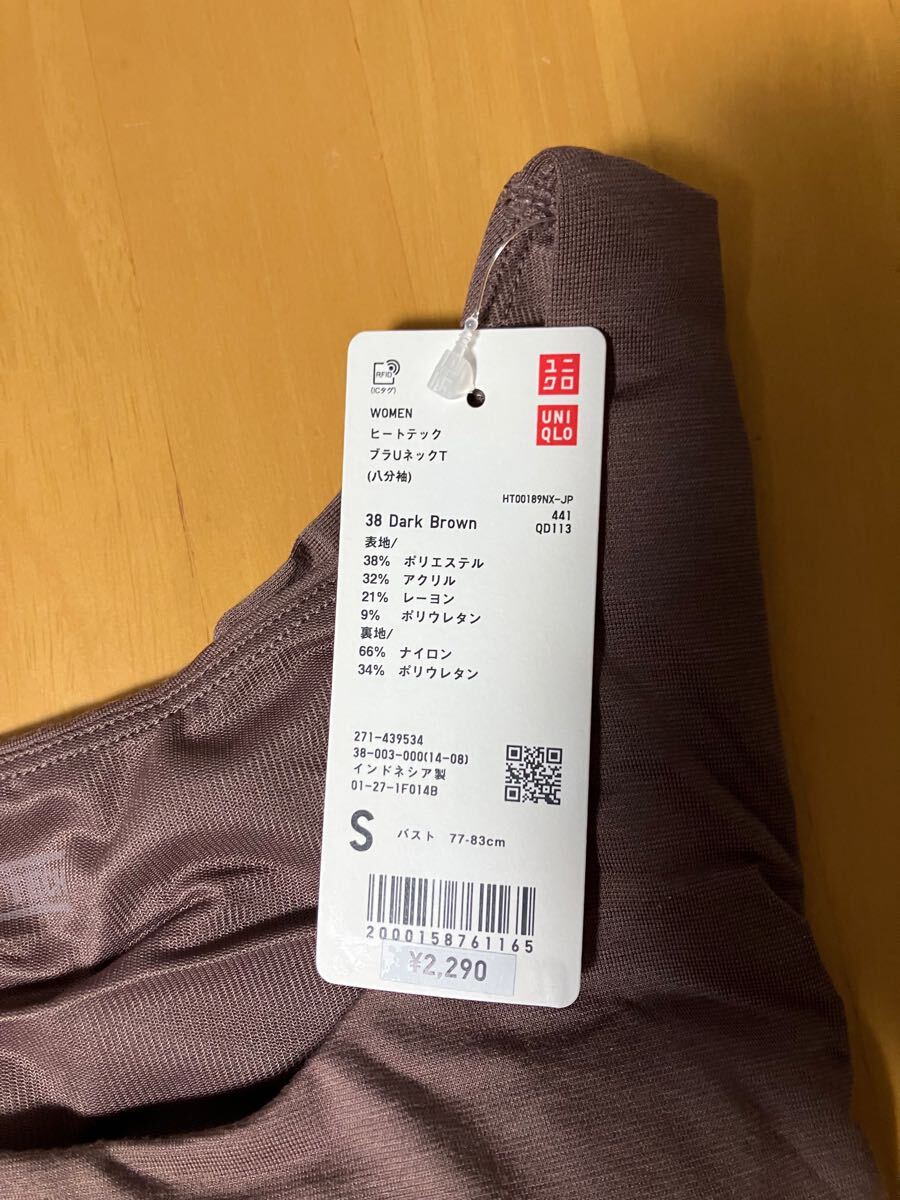 RFID
(ICタグ)
ユニ
クロ
UNI
QLO
WOMEN
ヒートテック
ブラUネックT
(八分袖)
HT00189NX-JP
441
QD113
38 Dark Brown
表地/
38% ポリエステル
32% アクリル
21% レーヨン
9% ポリウレタン
裏地/
66% ナイロン
34% ポリウレタン
271-439534
38-003-000(14-08)
インドネシア製
01-27-1F014B
S バスト 77-83cm
2000158761165
¥2,290